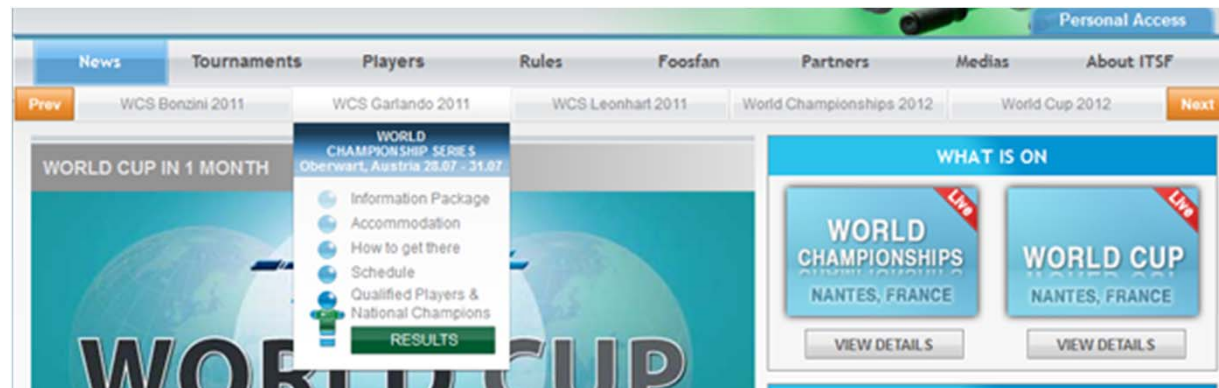 Personal Access
News Tournaments Players Rules Foosfan Partners Medias About ITSF
Prev WCS Bonzini 2011 WCS Garlando 2011 WCS Leonhart 2011 World Championships 2012 World Cup 2012 Next
WORLD CUP IN 1 MONTH
WORLD
CHAMPIONSHIP SERIES
Oberwart, Austria 28.07 - 31.07
Information Package
Accommodation
How to get there
Schedule
Qualified Players &
National Champions
RESULTS
WORLD CUP
WHAT IS ON
Live
WORLD
CHAMPIONSHIPS
NANTES, FRANCE
VIEW DETAILS
Live
WORLD CUP
NANTES, FRANCE
VIEW DETAILS